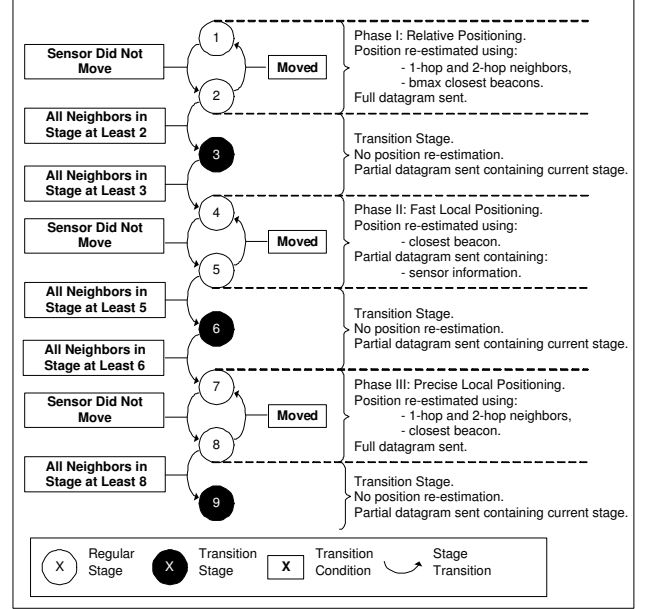 1
Phase I: Relative Positioning.
Position re-estimated using:
- 1-hop and 2-hop neighbors,
- bmax closest beacons.
Full datagram sent.
Sensor Did Not
Move
Moved
2
All Neighbors in
Stage at Least 2
3
Transition Stage.
No position re-estimation.
Partial datagram sent containing current stage.
All Neighbors in
Stage at Least 3
4
Phase II: Fast Local Positioning.
Position re-estimated using:
- closest beacon.
Partial datagram sent containing:
- sensor information.
Sensor Did Not
Move
Moved
5
All Neighbors in
Stage at Least 5
6
Transition Stage.
No position re-estimation.
Partial datagram sent containing current stage.
All Neighbors in
Stage at Least 6
7
Phase III: Precise Local Positioning.
Position re-estimated using:
- 1-hop and 2-hop neighbors,
- closest beacon.
Full datagram sent.
Sensor Did Not
Move
Moved
8
All Neighbors in
Stage at Least 8
9
Transition Stage.
No position re-estimation.
Partial datagram sent containing current stage.
X
Regular
Stage
X
Transition
Stage
X
Transition
Condition
Stage
Transition